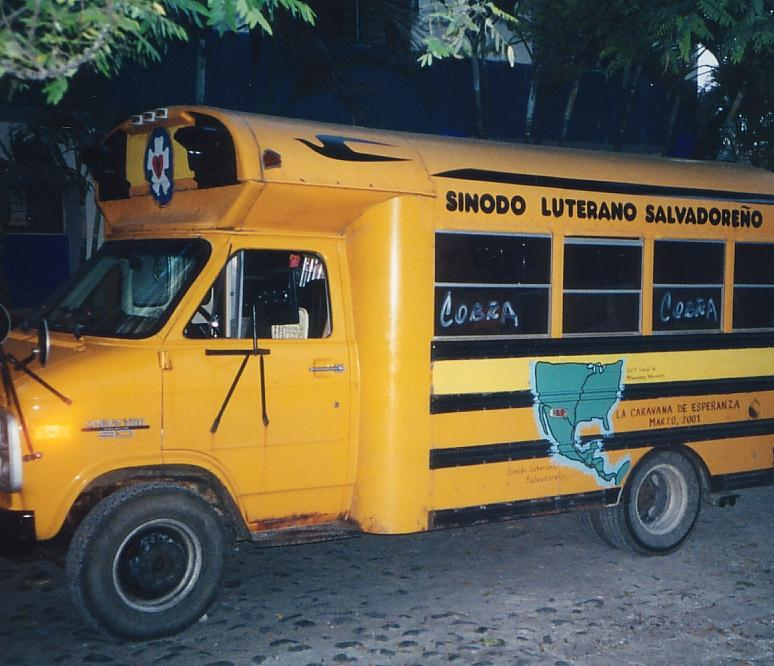 SINODO LUTERANO SALVADOREÑO
COBRA
COBRA
LA CARAVANA DE ESPERANZA
MARZO, 2001
Sinodo Luterano
Salvadoreño